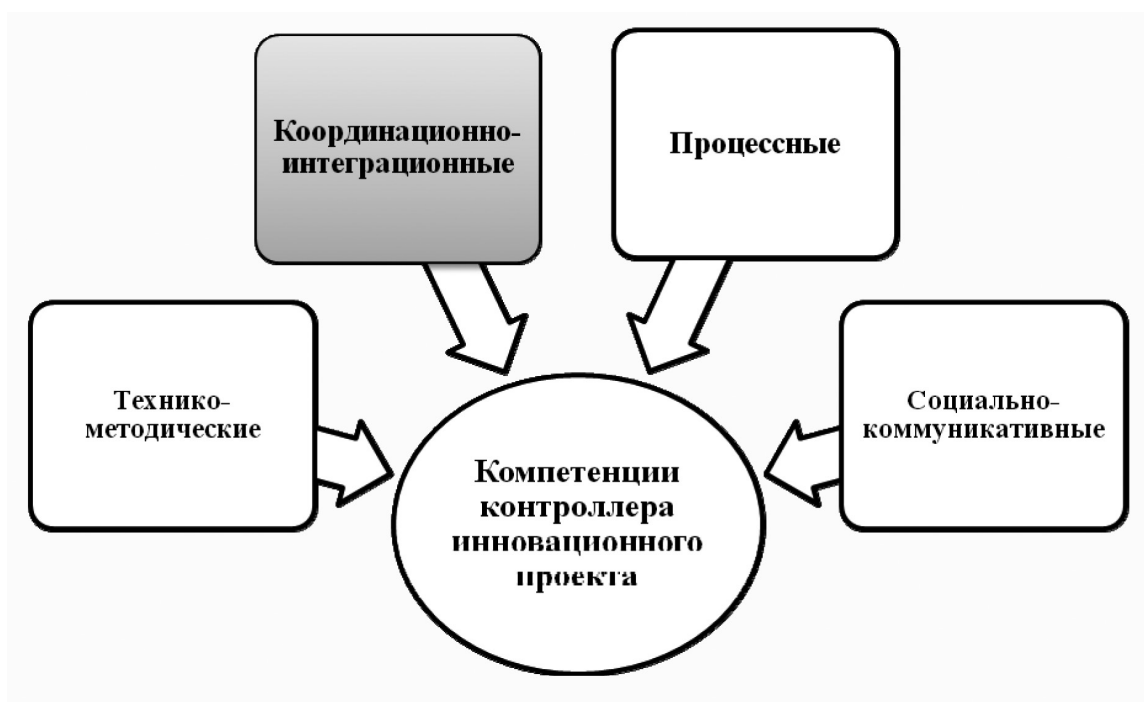 Координационно-
интеграционные
Процессные
Технико-
методические
Социально-
коммуникативные
Компетенции
контроллера
инновационного
проекта